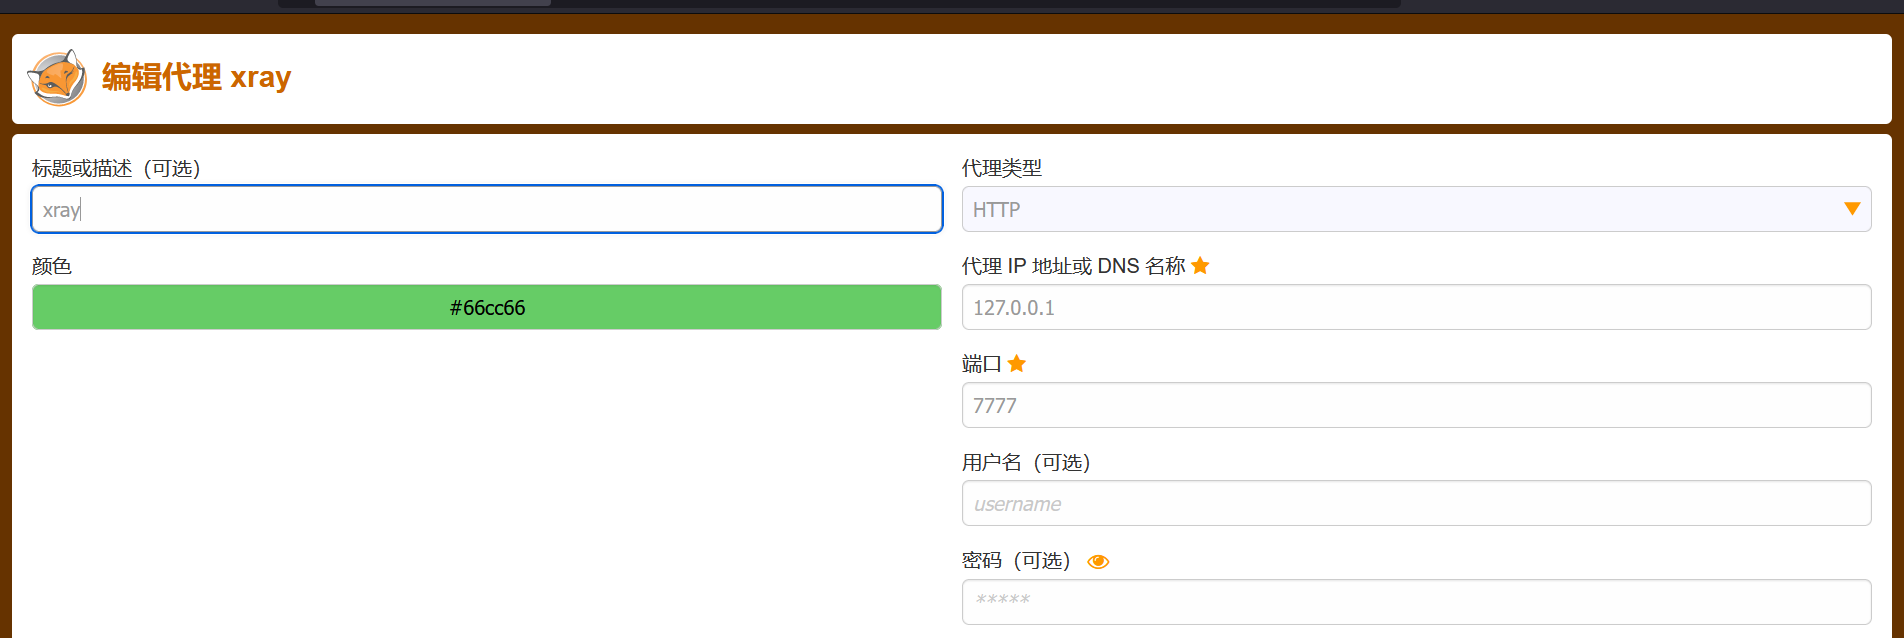 编辑代理 xray
标题或描述（可选）
xray
颜色
#66cc66
代理类型
HTTP
代理 IP 地址或 DNS 名称
127.0.0.1
端口
7777
用户名（可选）
username
密码（可选）
*****